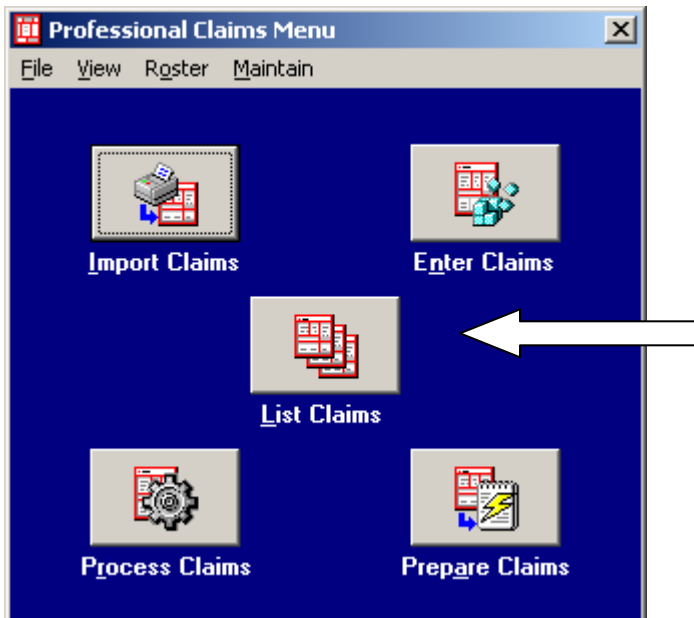 Professional Claims Menu
File View Roster Maintain
Import Claims
Enter Claims
List Claims
Process Claims
Prepare Claims